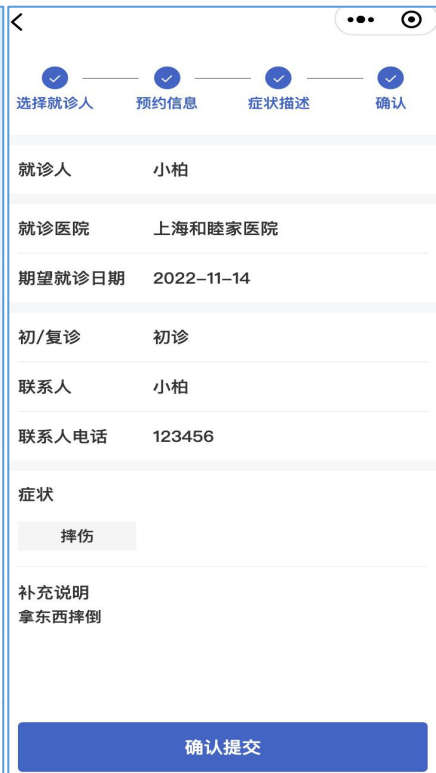 选择就诊人 预约信息 症状描述 确认
就诊人 小柏
就诊医院 上海和睦家医院
期望就诊日期 2022-11-14
初/复诊 初诊
联系人 小柏
联系人电话 123456
症状
摔伤
补充说明
拿东西摔倒
确认提交